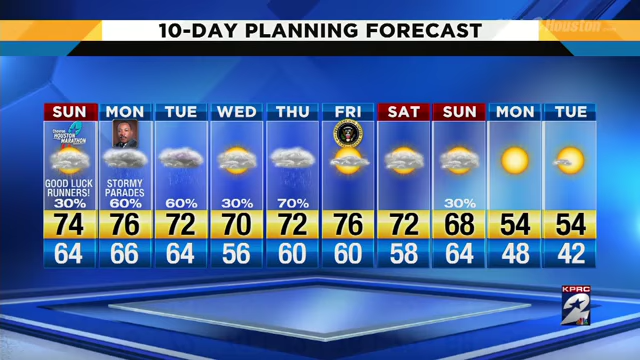 10-DAY PLANNING FORECAST
SUN MON TUE WED THU FRI SAT SUN MON TUE
HOUSTON
MARATHON
GOOD LUCK RUNNERS!
STORMY PARADES
30% 60% 60% 30% 70% 30%
74 76 72 70 72 76 72 68 54 54
64 66 64 56 60 60 58 64 48 42
KPRC
2